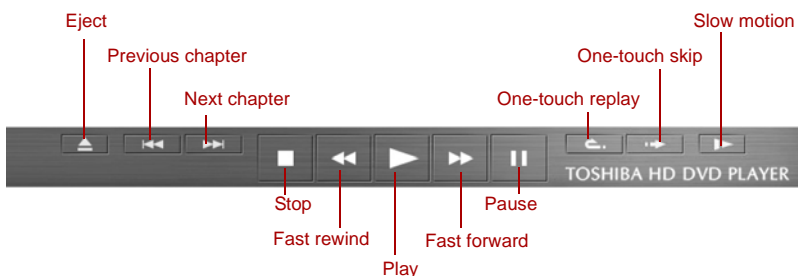 Eject
Slow motion
Previous chapter
One-touch skip
Next chapter
One-touch replay
TOSHIBA HD DVD PLAYER
Stop
Pause
Fast rewind
Fast forward
Play